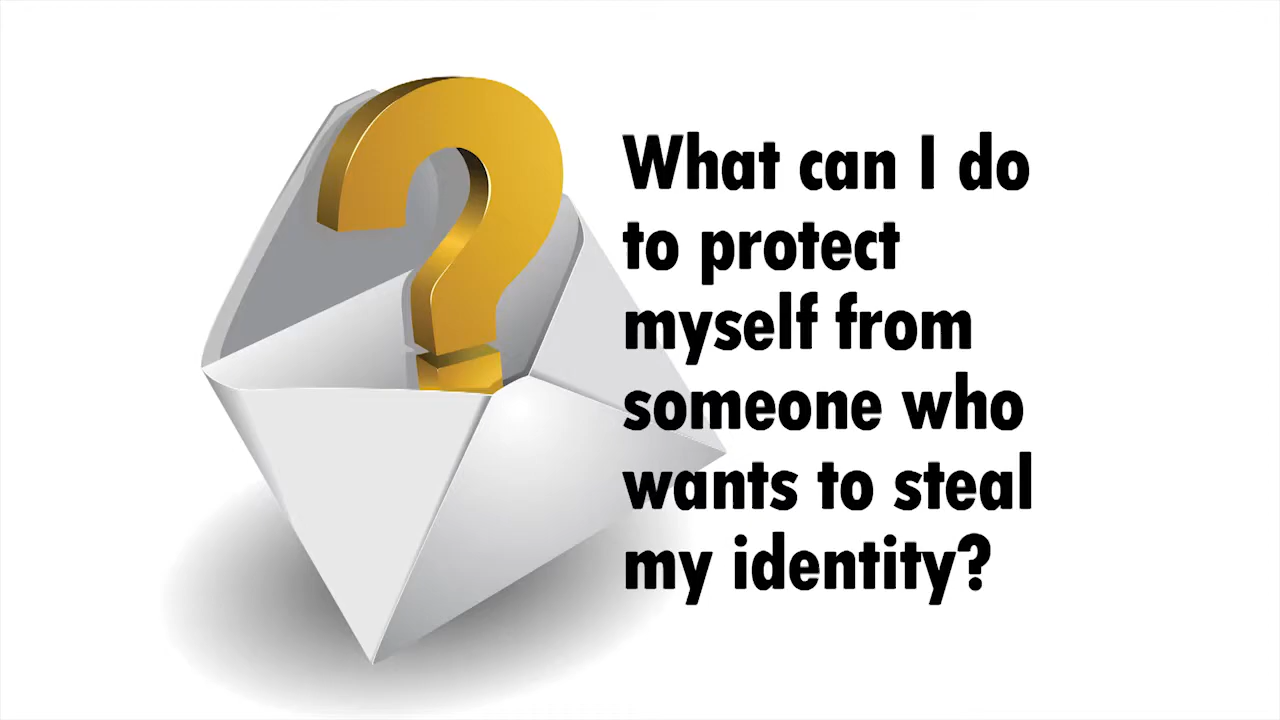 What can I do
to protect
myself from
someone who
wants to steal
my identity?